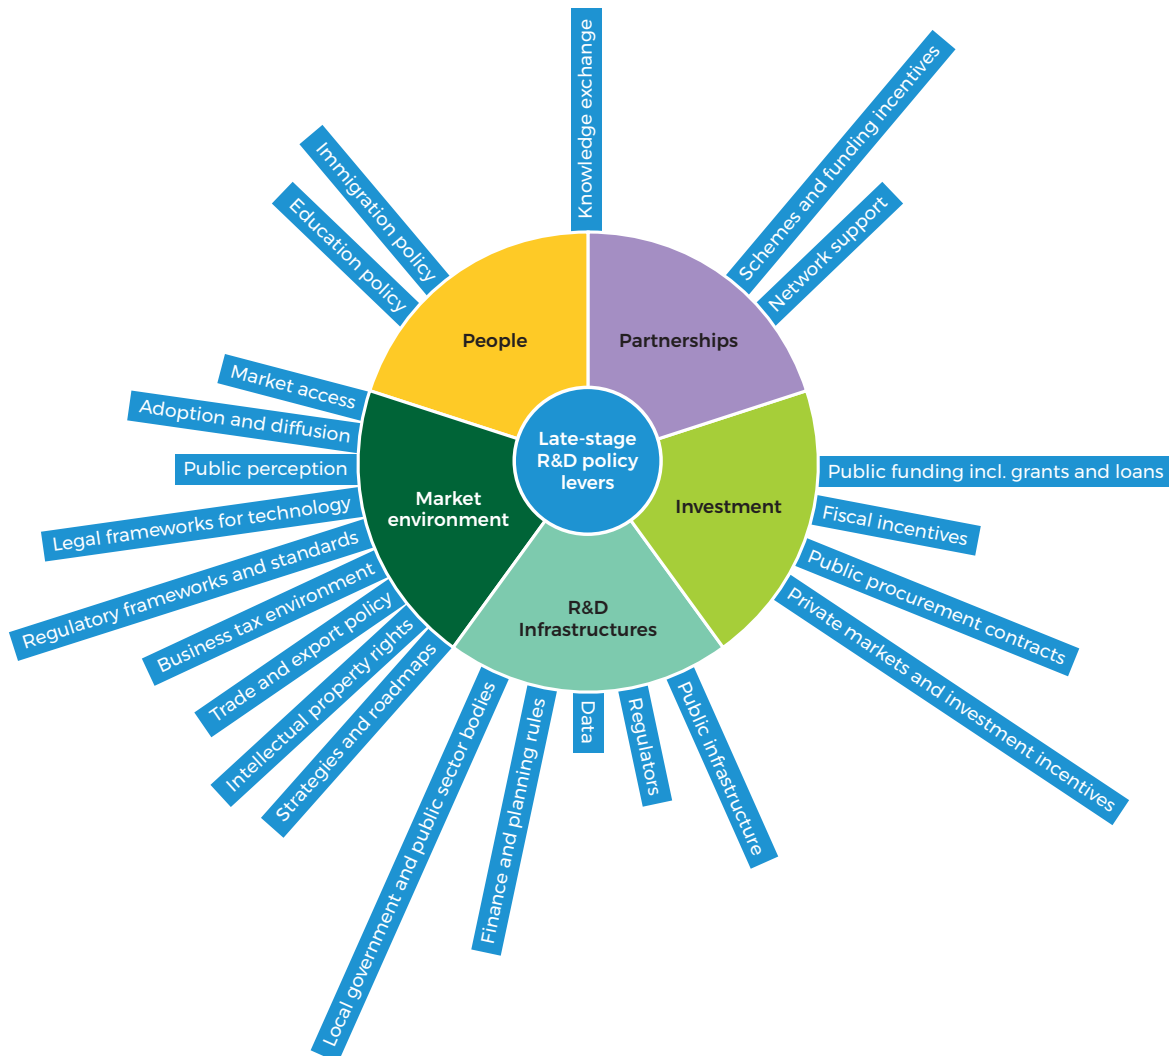 Knowledge exchange
Schemes and funding incentives
Network support
Immigration policy
Education policy
People
Partnerships
Late-stage
R&D policy
levers
Market
environment
Investment
R&D
Infrastructures
Public funding incl. grants and loans
Fiscal incentives
Public procurement contracts
Private markets and investment incentives
Public infrastructure
Regulators
Data
Finance and planning rules
Local government and public sector bodies
Strategies and roadmaps
Intellectual property rights
Trade and export policy
Business tax environment
Regulatory frameworks and standards
Legal frameworks for technology
Public perception
Adoption and diffusion
Market access